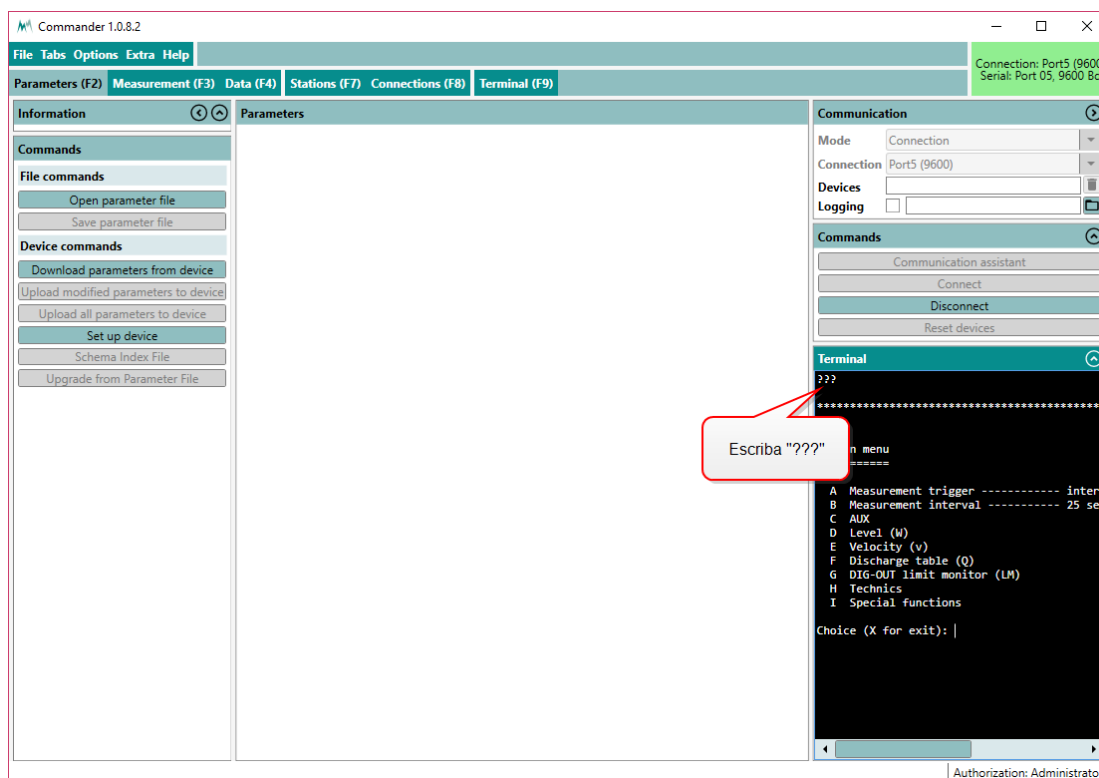 Commander 1.0.8.2
File Tabs Options Extra Help
Connection: Port5 (960
Serial: Port 05, 9600 Bo
Parameters (F2) Measurement (F3) Data (F4) Stations (F7) Connections (F8) Terminal (F9)
Information
Commands
File commands
Open parameter file
Save parameter file
Device commands
Download parameters from device
Upload modified parameters to device
Upload all parameters to device
Set up device
Schema Index File
Upgrade from Parameter File
Parameters
Escriba "???"
Communication
Mode Connection
Connection Port5 (9600)
Devices
Logging
Commands
Communication assistant
Connect
Disconnect
Reset devices
Terminal
???
*******************************************
n menu
======
A Measurement trigger ------------ inter
B Measurement interval ----------- 25 se
C AUX
D Level (W)
E Velocity (v)
F Discharge table (Q)
G DIG-OUT limit monitor (LM)
H Technics
I Special functions
Choice (X for exit):
Authorization: Administrato